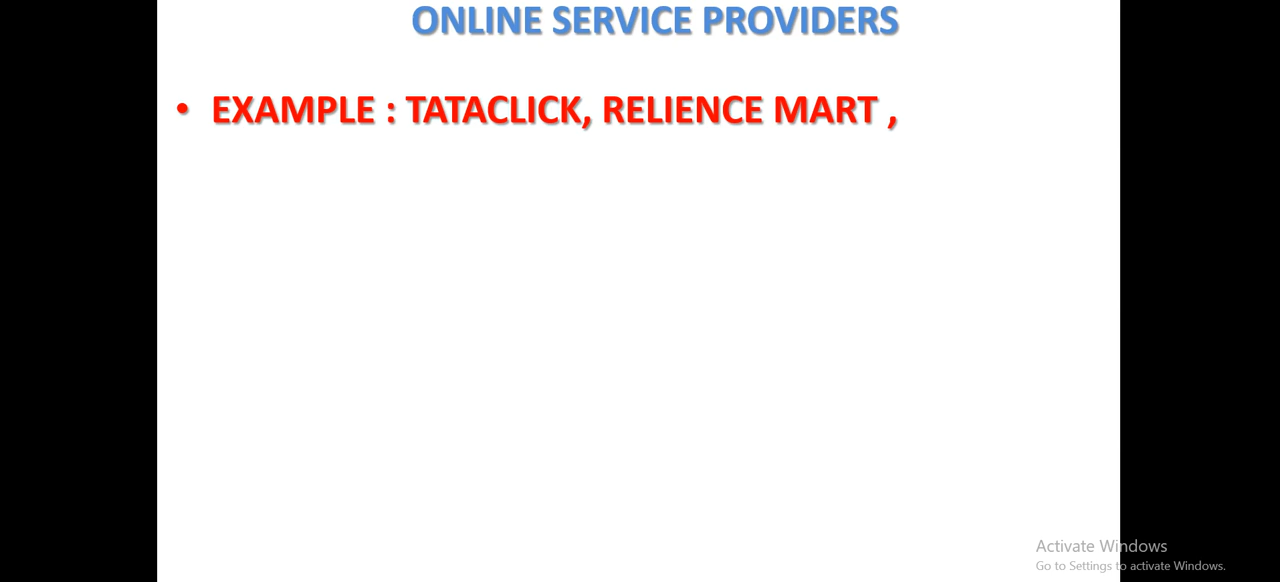 ONLINE SERVICE PROVIDERS
• EXAMPLE : TATACLICK, RELIENCE MART ,
Activate Windows
Go to Settings to activate Windows.